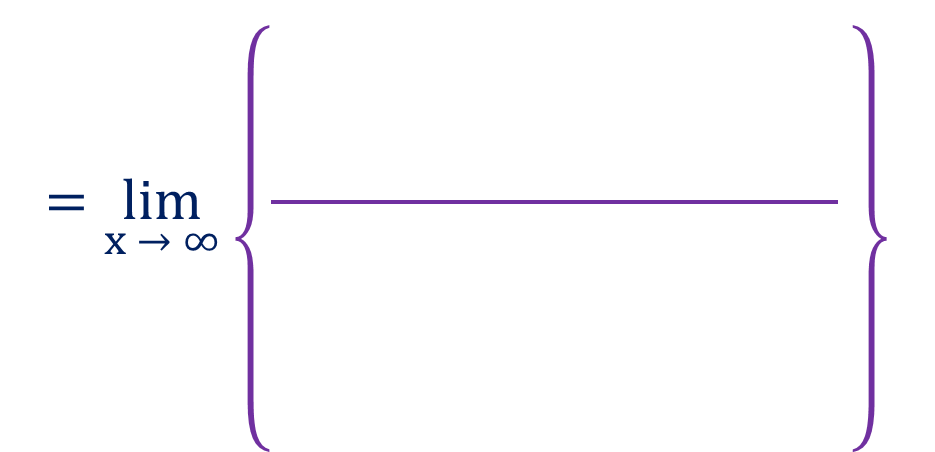 = lim
x → ∞